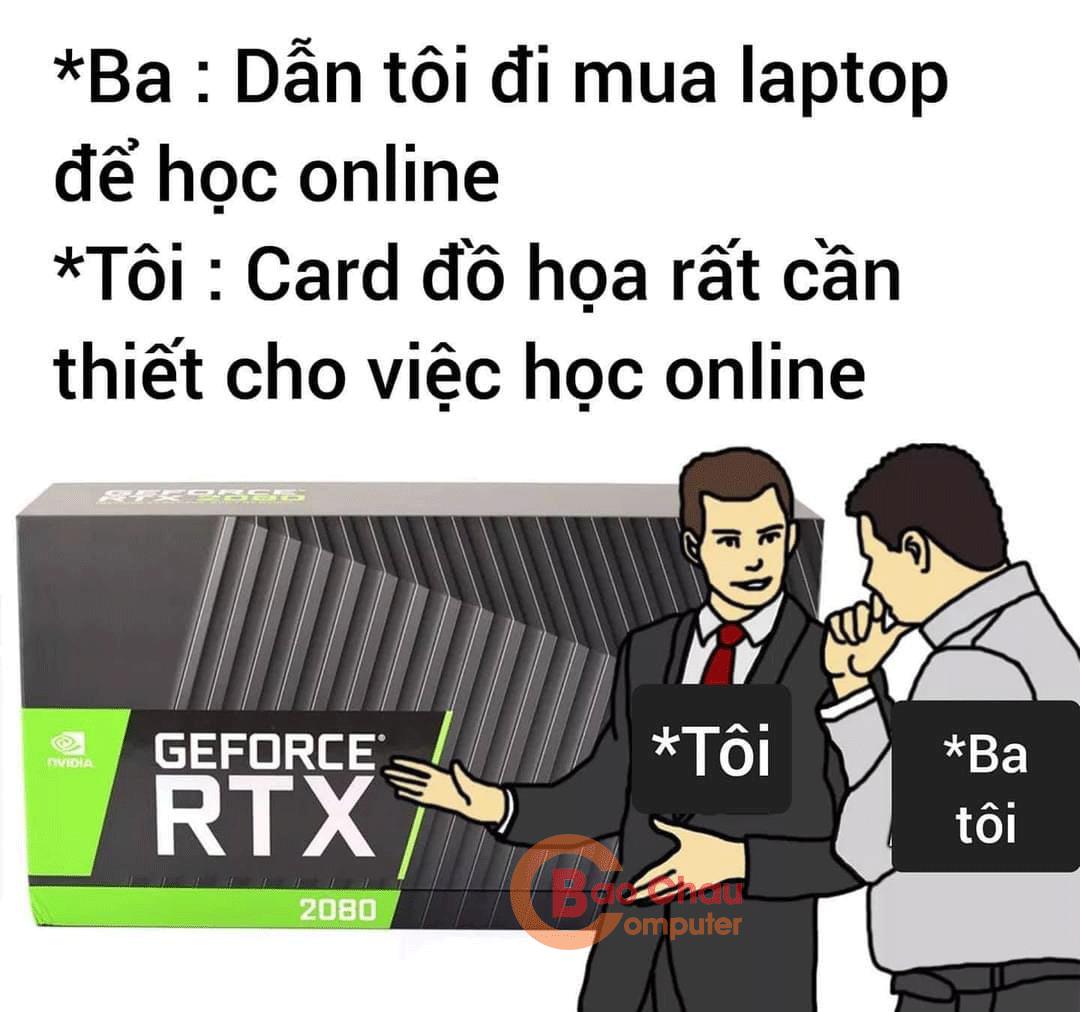 *Ba : Dẫn tôi đi mua laptop
để học online
*Tôi : Card đồ họa rất cần
thiết cho việc học online
GEFORCE
RTX 2080
NVIDIA
GEFORCE
RTX
2080
*Tôi
*Ba
tôi
Bao Chau
Computer